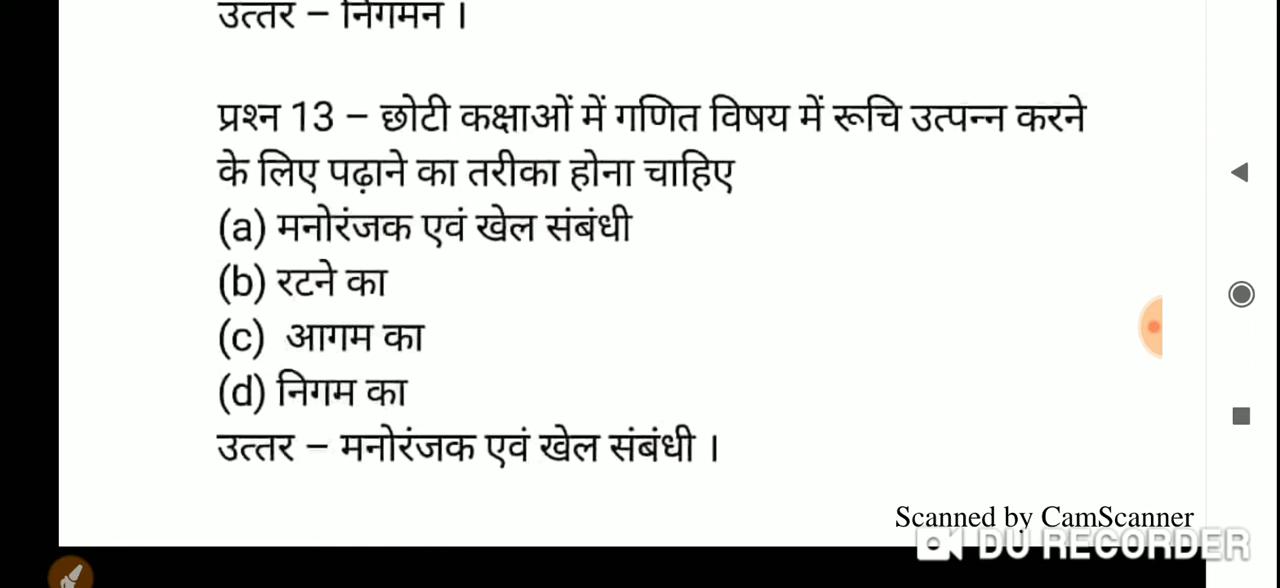 उत्तर – निगमन ।
प्रश्न 13 – छोटी कक्षाओं में गणित विषय में रूचि उत्पन्न करने
के लिए पढ़ाने का तरीका होना चाहिए
(a) मनोरंजक एवं खेल संबंधी
(b) रटने का
(c) आगम का
(d) निगम का
उत्तर – मनोरंजक एवं खेल संबंधी ।
Scanned by CamScanner
DU RECORDER